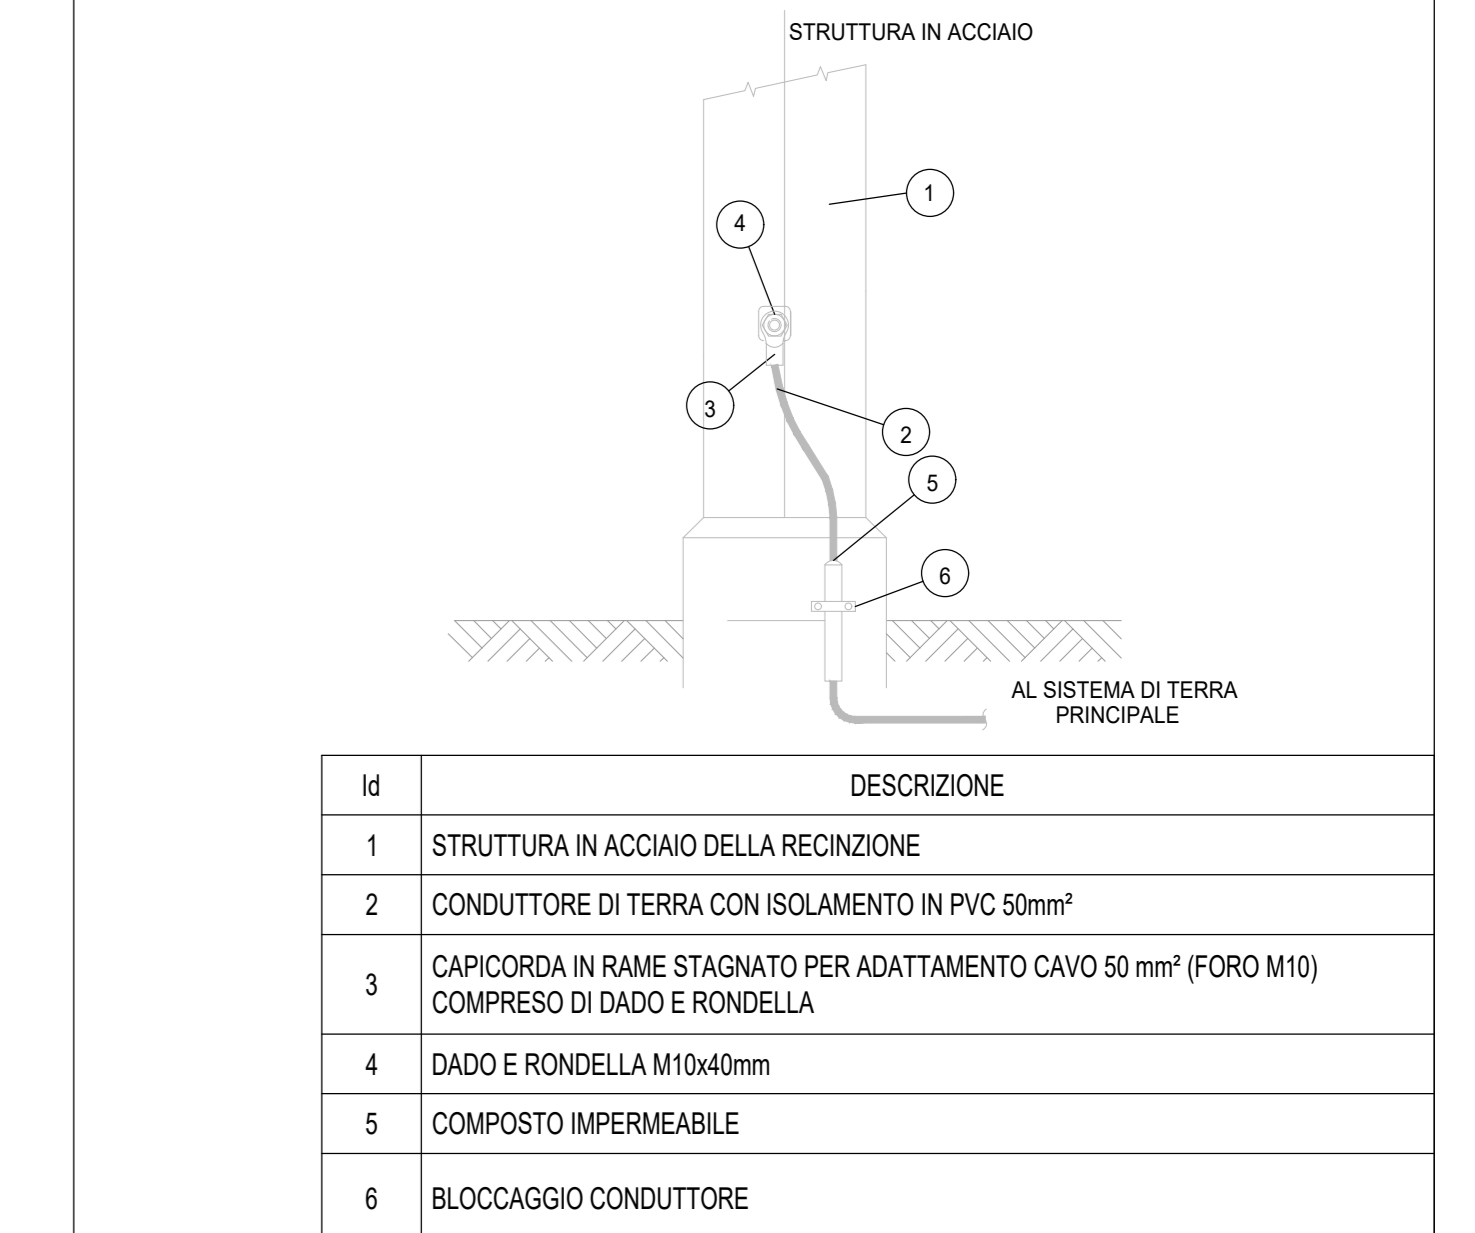 STRUTTURA IN ACCIAIO
1
4
3
2
5
6
AL SISTEMA DI TERRA
PRINCIPALE
Id DESCRIZIONE
1 STRUTTURA IN ACCIAIO DELLA RECINZIONE
2 CONDUTTORE DI TERRA CON ISOLAMENTO IN PVC 50mm²
3 CAPICORDA IN RAME STAGNATO PER ADATTAMENTO CAVO 50 mm² (FORO M10)
COMPRESO DI DADO E RONDELLA
4 DADO E RONDELLA M10x40mm
5 COMPOSTO IMPERMEABILE
6 BLOCCAGGIO CONDUTTORE